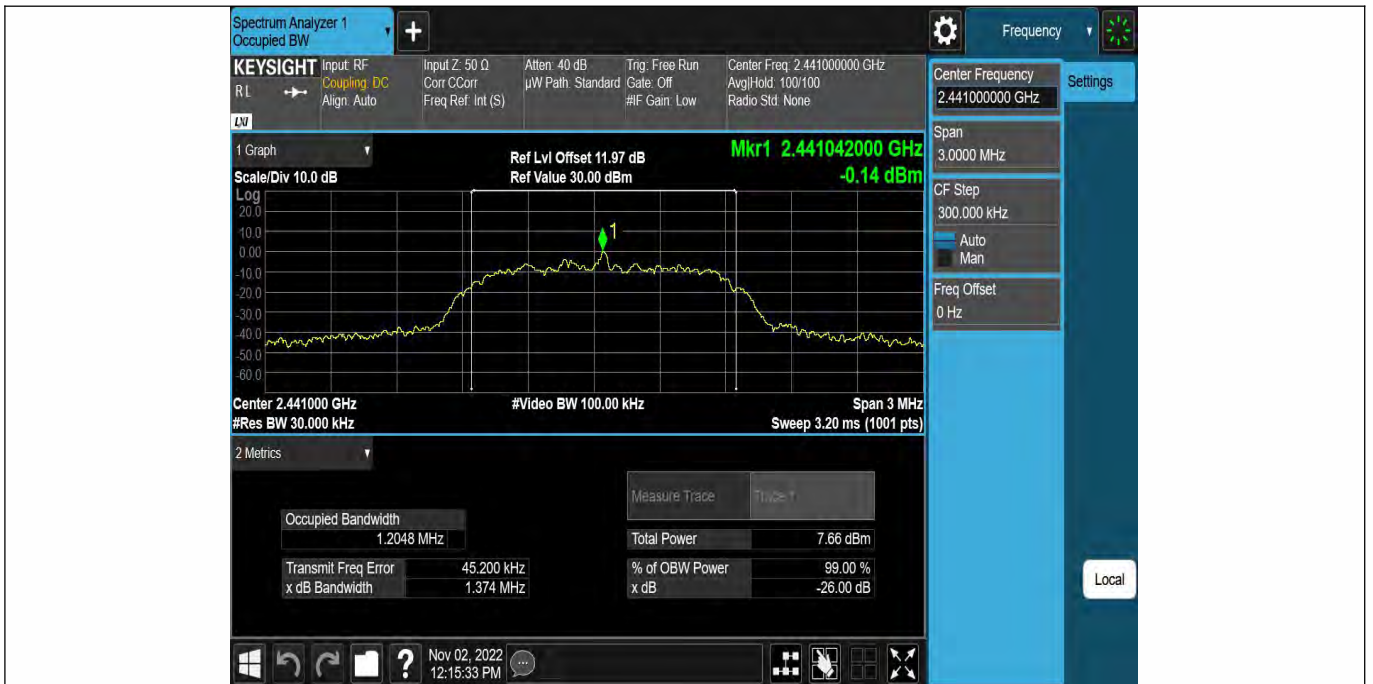 Spectrum Analyzer 1
Occupied BW
+
Frequency
KEYSIGHT
RL
LXI
Input: RF
Coupling: DC
Align: Auto
Input Z: 50 Ω
Corr CCorr
Freq Ref: Int (S)
Atten: 40 dB
µW Path: Standard
Trig: Free Run
Gate: Off
#IF Gain: Low
Center Freq: 2.441000000 GHz
Avg|Hold: 100/100
Radio Std: None
Center Frequency
2.441000000 GHz
Settings
Span
3.0000 MHz
CF Step
300.000 kHz
Auto
Man
Freq Offset
0 Hz
Local
1 Graph
Scale/Div 10.0 dB
Ref Lvl Offset 11.97 dB
Ref Value 30.00 dBm
Mkr1 2.441042000 GHz
-0.14 dBm
Log
20.0
10.0
0.00
-10.0
-20.0
-30.0
-40.0
-50.0
-60.0
1
Center 2.441000 GHz
#Res BW 30.000 kHz
#Video BW 100.00 kHz
Span 3 MHz
Sweep 3.20 ms (1001 pts)
2 Metrics
Measure Trace Trace 1
Occupied Bandwidth
1.2048 MHz
Total Power 7.66 dBm
Transmit Freq Error 45.200 kHz
% of OBW Power 99.00 %
x dB Bandwidth 1.374 MHz
x dB -26.00 dB
?
Nov 02, 2022
12:15:33 PM